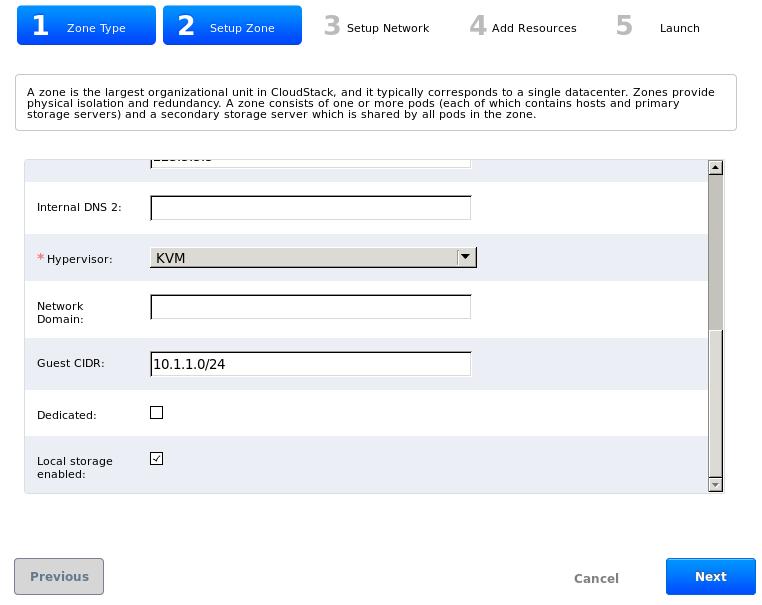 1 Zone Type
2 Setup Zone
3 Setup Network
4 Add Resources
5 Launch
A zone is the largest organizational unit in CloudStack, and it typically corresponds to a single datacenter. Zones provide
physical isolation and redundancy. A zone consists of one or more pods (each of which contains hosts and primary
storage servers) and a secondary storage server which is shared by all pods in the zone.
Internal DNS 2:
* Hypervisor:
KVM
Network
Domain:
Guest CIDR:
10.1.1.0/24
Dedicated:
Local storage
enabled:
Previous
Cancel
Next